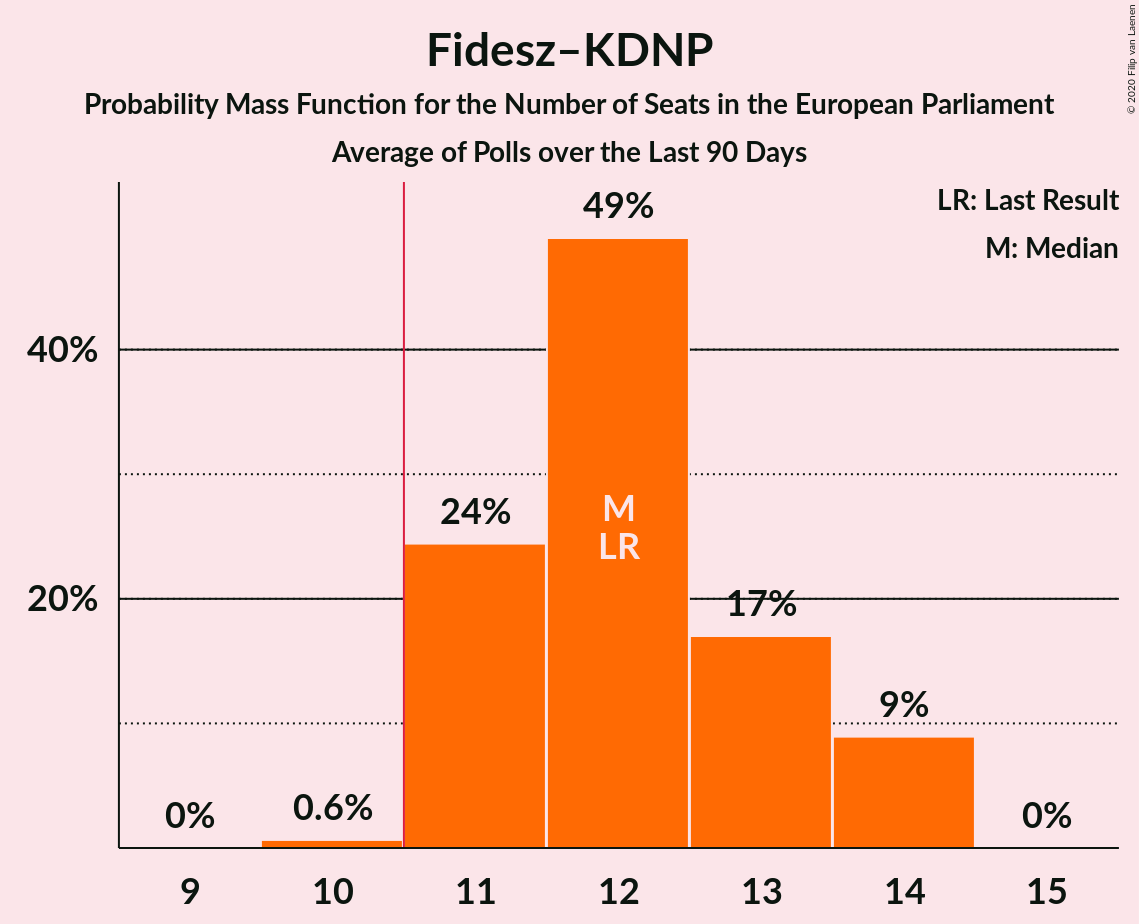 Fidesz–KDNP
Probability Mass Function for the Number of Seats in the European Parliament
Average of Polls over the Last 90 Days
© 2020 Filip van Laenen
LR: Last Result
M: Median
40%
20%
0%
0.6%
24%
49%
M
LR
17%
9%
0%
9
10
11
12
13
14
15